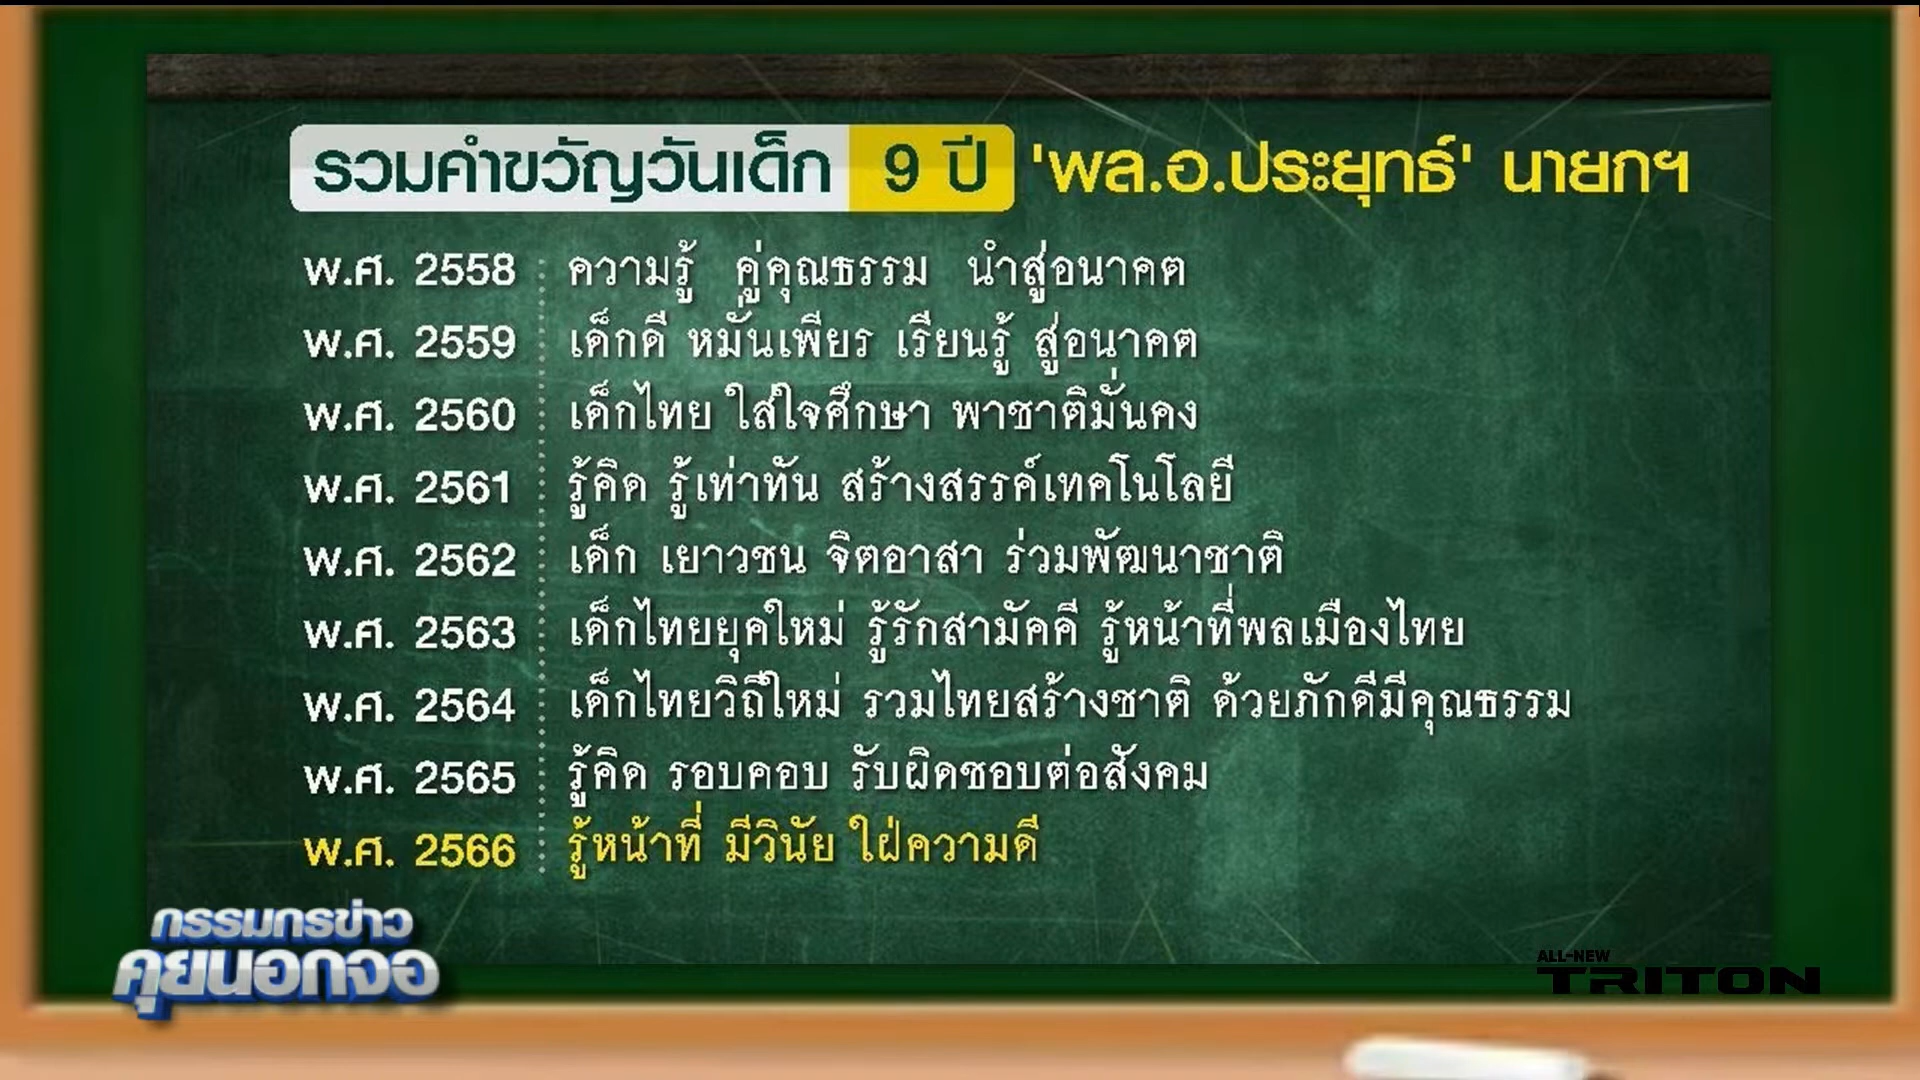 รวมคำขวัญวันเด็ก 9 ปี 'พล.อ.ประยุทธ์' นายกฯ
พ.ศ. 2558 ความรู้ คู่คุณธรรม นำสู่อนาคต
พ.ศ. 2559 เด็กดี หมั่นเพียร เรียนรู้ สู่อนาคต
พ.ศ. 2560 เด็กไทย ใส่ใจศึกษา พาชาติมั่นคง
พ.ศ. 2561 รู้คิด รู้เท่าทัน สร้างสรรค์เทคโนโลยี
พ.ศ. 2562 เด็ก เยาวชน จิตอาสา ร่วมพัฒนาชาติ
พ.ศ. 2563 เด็กไทยยุคใหม่ รู้รักสามัคคี รู้หน้าที่พลเมืองไทย
พ.ศ. 2564 เด็กไทยวิถีใหม่ รวมไทยสร้างชาติ ด้วยภักดีมีคุณธรรม
พ.ศ. 2565 รู้คิด รอบคอบ รับผิดชอบต่อสังคม
พ.ศ. 2566 รู้หน้าที่ มีวินัย ใฝ่ความดี
กรรมกรข่าว
คุยนอกจอ
ALL-NEW
TRITON